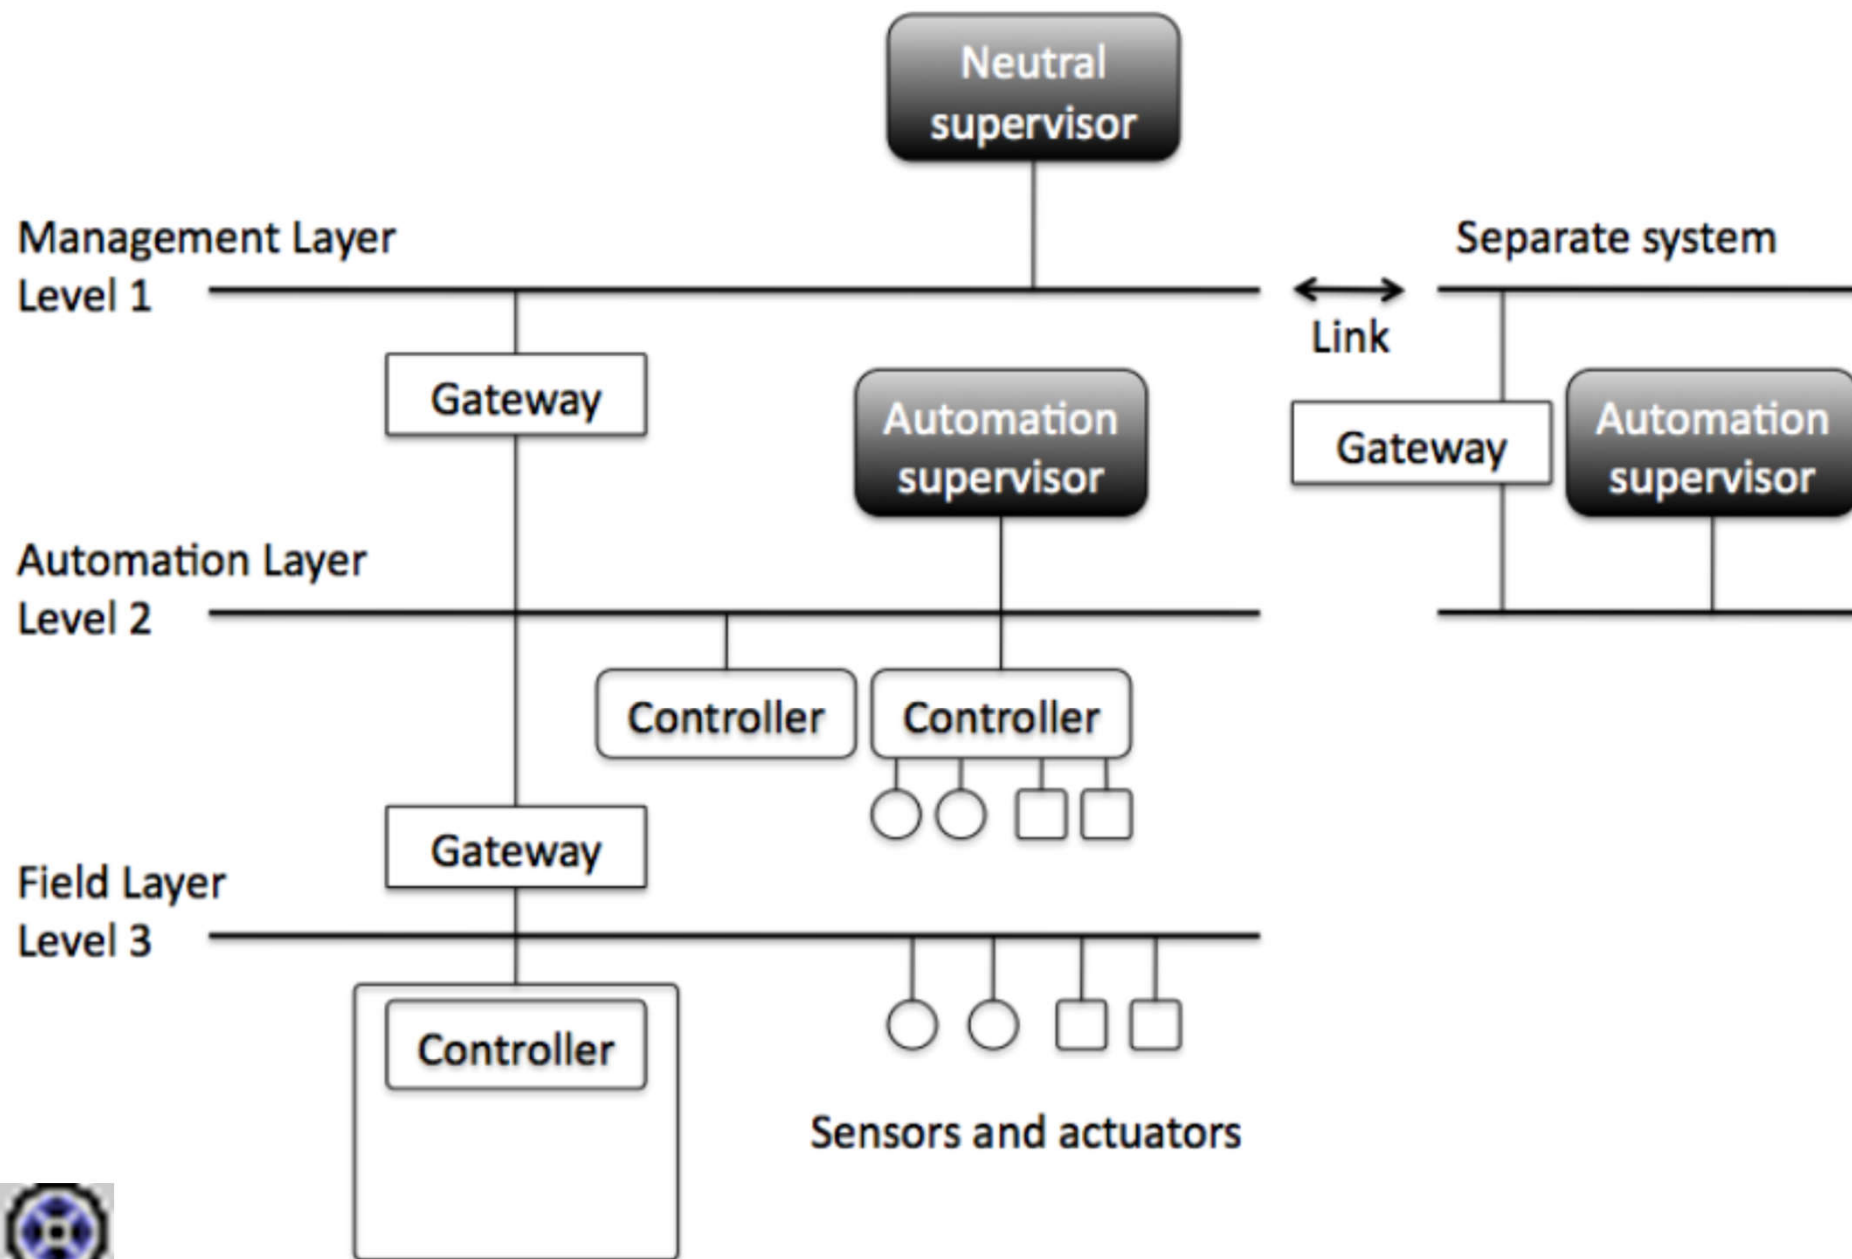 Neutral
supervisor
Management Layer
Level 1
Separate system
Link
Gateway
Automation
supervisor
Gateway
Automation
supervisor
Automation Layer
Level 2
Controller
Controller
Gateway
Field Layer
Level 3
Controller
Sensors and actuators